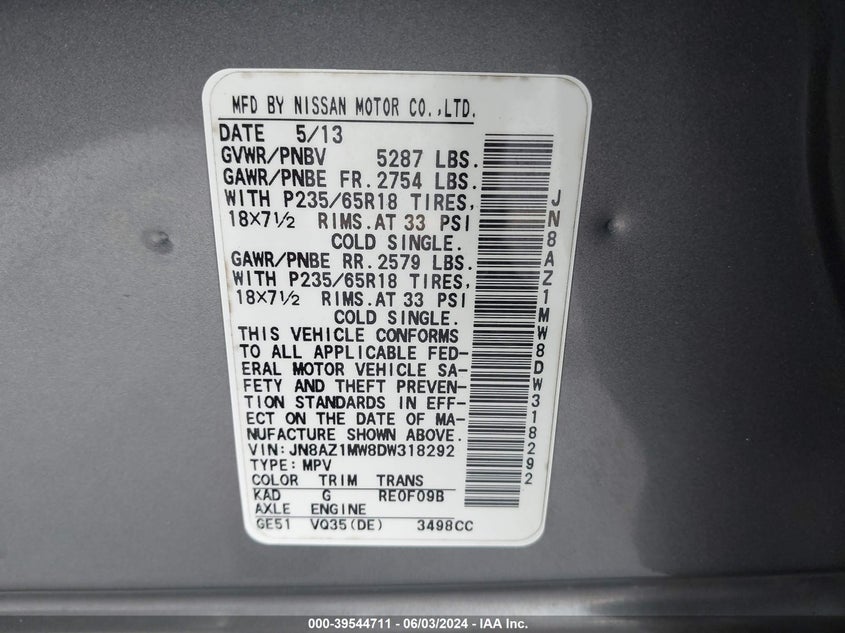 MFD BY NISSAN MOTOR CO.,LTD.
DATE 5/13
GVWR/PNBV 5287 LBS.
GAWR/PNBE FR. 2754 LBS.
WITH P235/65R18 TIRES,
18×7½ RIMS. AT 33 PSI
COLD SINGLE.
GAWR/PNBE RR. 2579 LBS.
WITH P235/65R18 TIRES,
18×7½ RIMS. AT 33 PSI
COLD SINGLE.
THIS VEHICLE CONFORMS
TO ALL APPLICABLE FED-
ERAL MOTOR VEHICLE SA-
FETY AND THEFT PREVEN-
TION STANDARDS IN EFF-
ECT ON THE DATE OF MA-
NUFACTURE SHOWN ABOVE.
VIN: JN8AZ1MW8DW318292
TYPE: MPV
COLOR TRIM TRANS
KAD G RE0F09B
AXLE ENGINE
GE51 VQ35(DE) 3498CC
JN8AZ1MW8DW318292
000-39544711 - 06/03/2024 - IAA Inc.